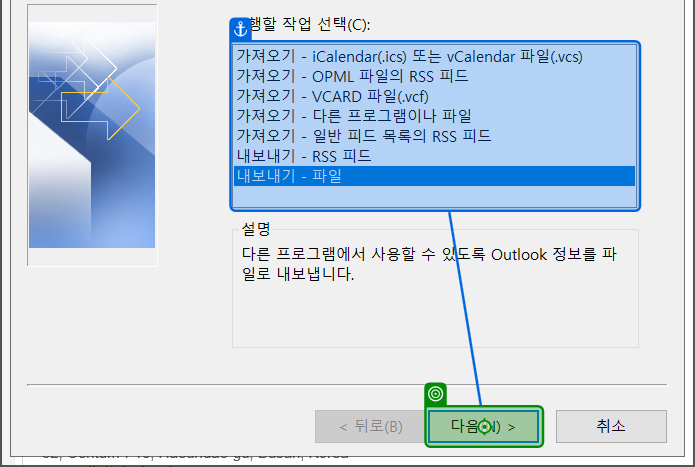 행할 작업 선택(C):
가져오기 - iCalendar(.ics) 또는 vCalendar 파일(.vcs)
가져오기 - OPML 파일의 RSS 피드
가져오기 - VCARD 파일(.vcf)
가져오기 - 다른 프로그램이나 파일
가져오기 - 일반 피드 목록의 RSS 피드
내보내기 - RSS 피드
내보내기 - 파일
설명
다른 프로그램에서 사용할 수 있도록 Outlook 정보를 파
일로 내보냅니다.
< 뒤로(B) 다음(N) > 취소